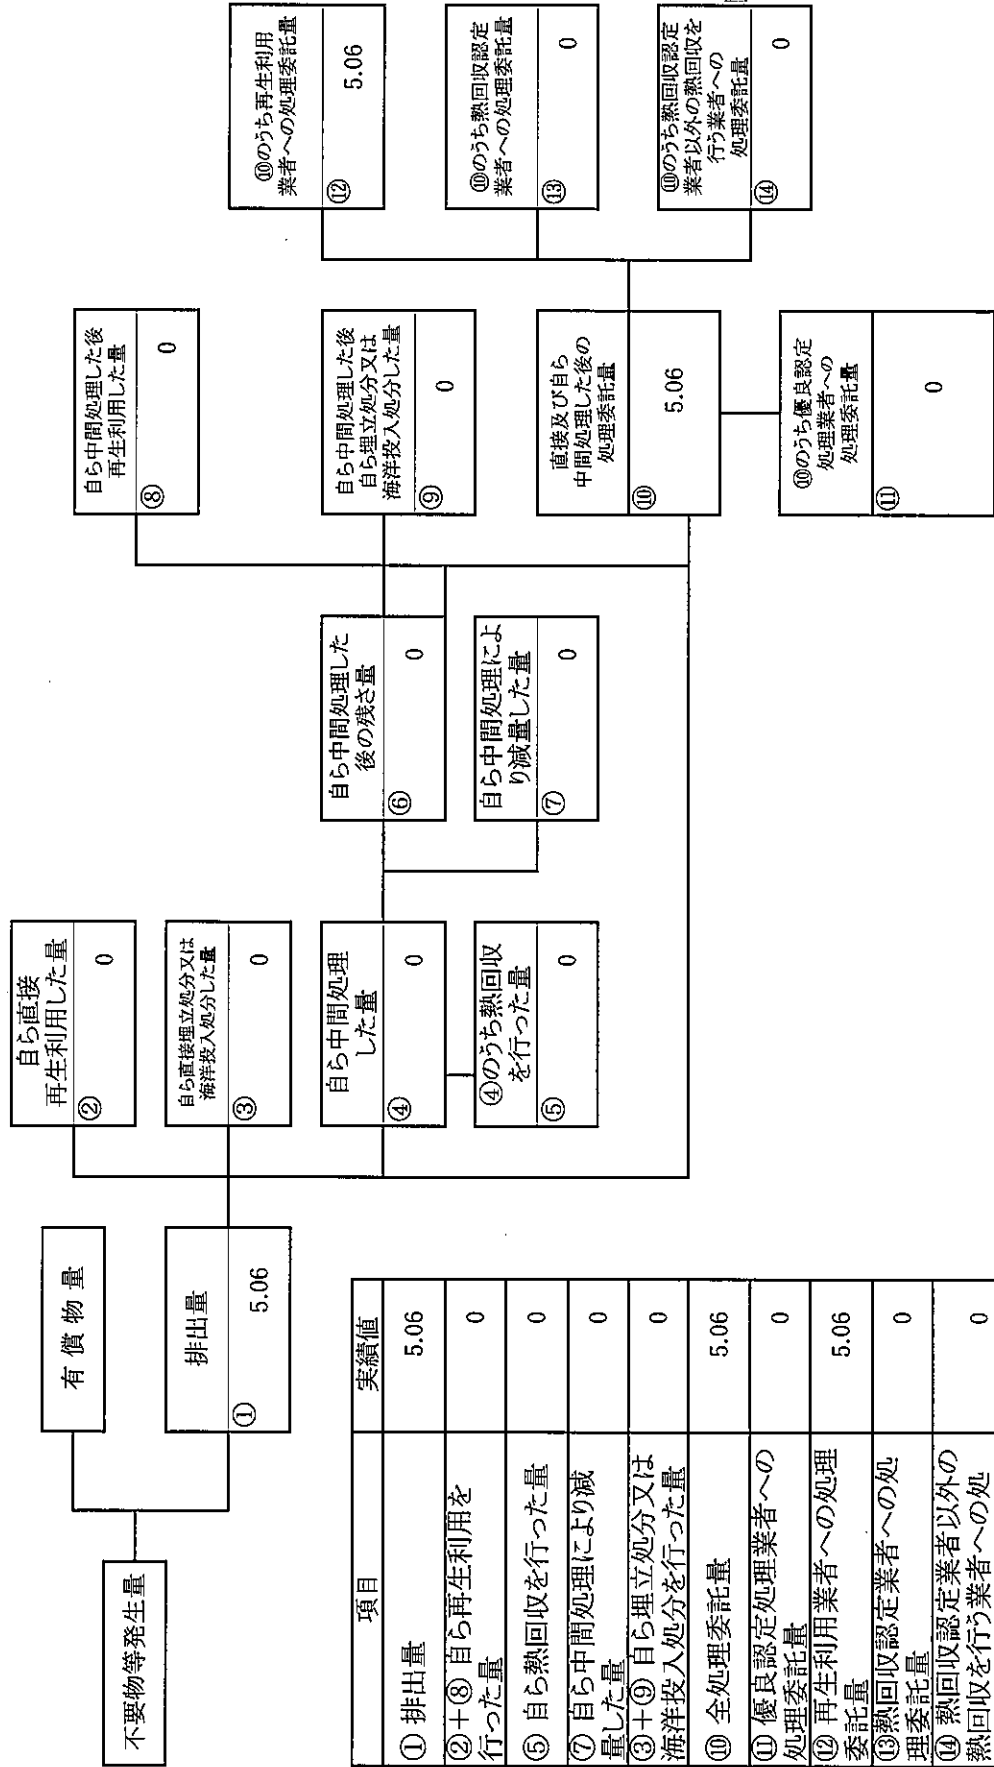 不要物等発生量
有償物量
排出量
①
5.06
自ら直接
再生利用した量
②
0
自ら直接埋立処分又は
海洋投入処分した量
③
0
自ら中間処理
した量
④
0
④のうち熱回収
を行った量
⑤
0
自ら中間処理した
後の残さ量
⑥
0
自ら中間処理によ
り減量した量
⑦
0
自ら中間処理した後
再生利用した量
⑧
0
自ら中間処理した後
自ら埋立処分又は
海洋投入処分した量
⑨
0
直接及び自ら
中間処理した後の
処理委託量
⑩
5.06
⑩のうち優良認定
処理業者への
処理委託量
⑪
0
⑩のうち再生利用
業者への処理委託量
⑫
5.06
⑩のうち熱回収認定
業者への処理委託量
⑬
0
⑩のうち熱回収認定
業者以外の熱回収を
行う業者への
処理委託量
⑭
0
項目 実績値
①排出量 5.06
②+⑧ 自ら再生利用を
行った量 0
⑤ 自ら熱回収を行った量 0
⑦ 自ら中間処理により減
量した量 0
③+⑨ 自ら埋立処分又は
海洋投入処分を行った量 0
⑩ 全処理委託量 5.06
⑪ 優良認定処理業者への
処理委託量 0
⑫ 再生利用業者への処理
委託量 5.06
⑬熱回収認定業者への処
理委託量 0
⑭ 熱回収認定業者以外の
熱回収を行う業者への処 0